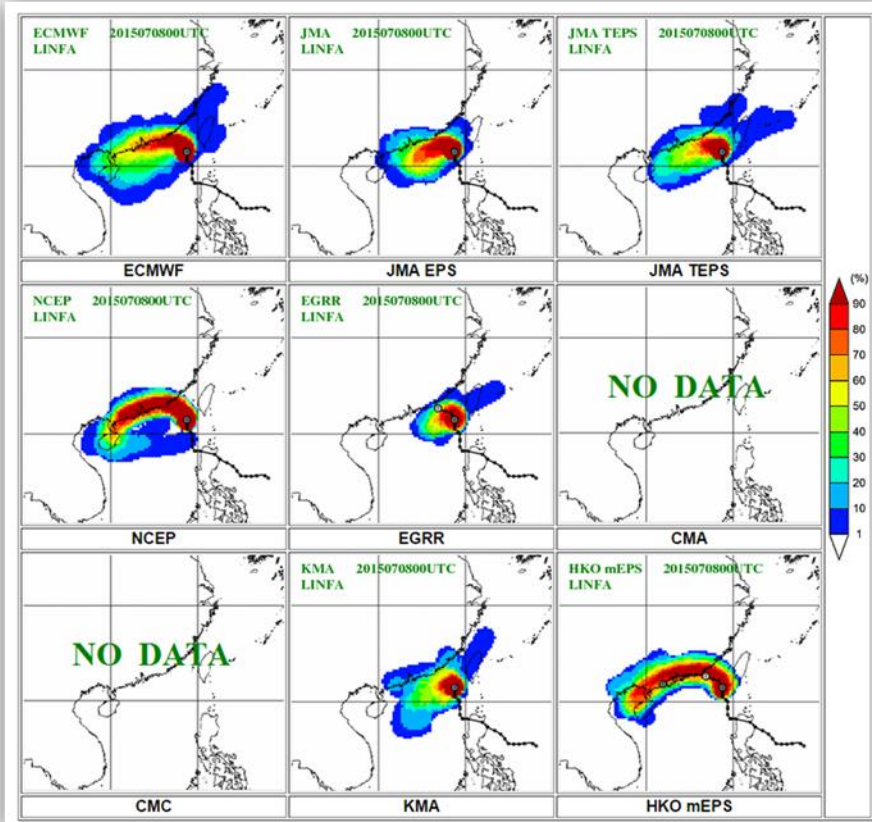 ECMWF 2015070800UTC
LINFA
JMA 2015070800UTC
LINFA
JMA TEPS 2015070800UTC
LINFA
ECMWF
JMA EPS
JMA TEPS
NCEP 2015070800UTC
LINFA
EGRR 2015070800UTC
LINFA
NO DATA
NCEP
EGRR
CMA
NO DATA
KMA 2015070800UTC
LINFA
HKO mEPS 2015070800UTC
LINFA
CMC
KMA
HKO mEPS
(%)
90
80
70
60
50
40
30
20
10
1